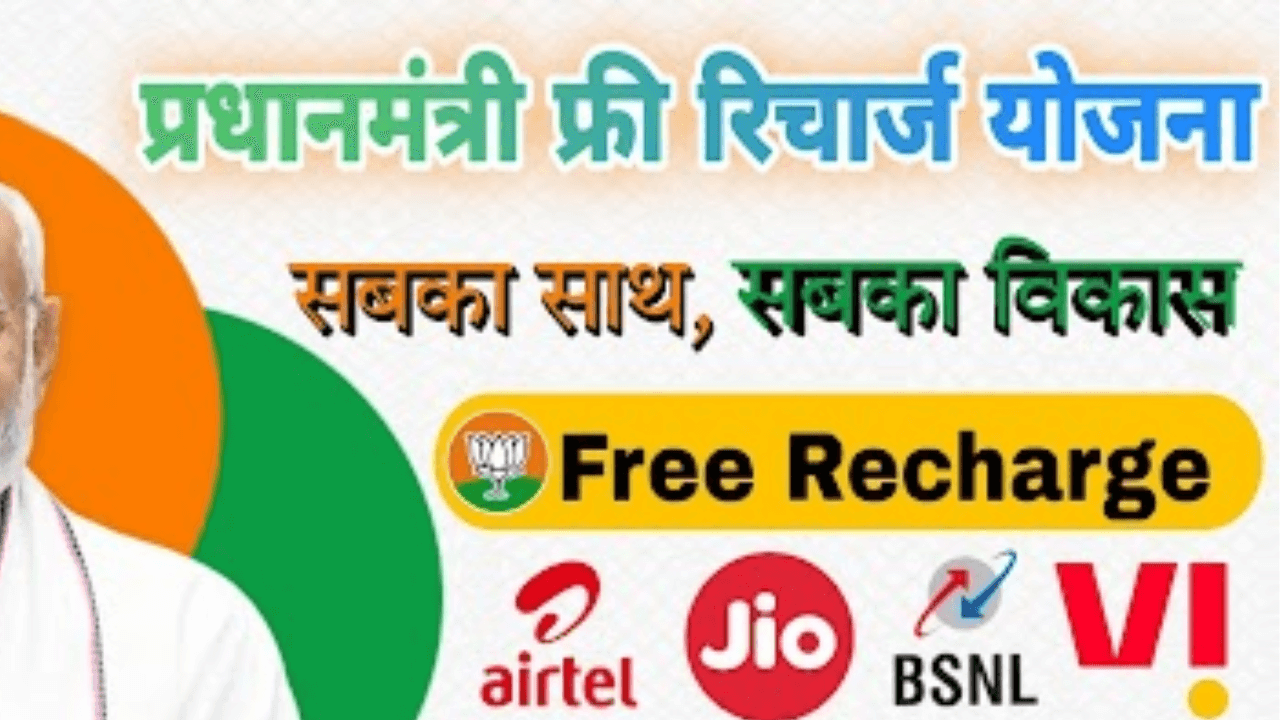 प्रधानमंत्री फ्री रिचार्ज योजना
सबका साथ, सबका विकास
Free Recharge
airtel Jio BSNL VI